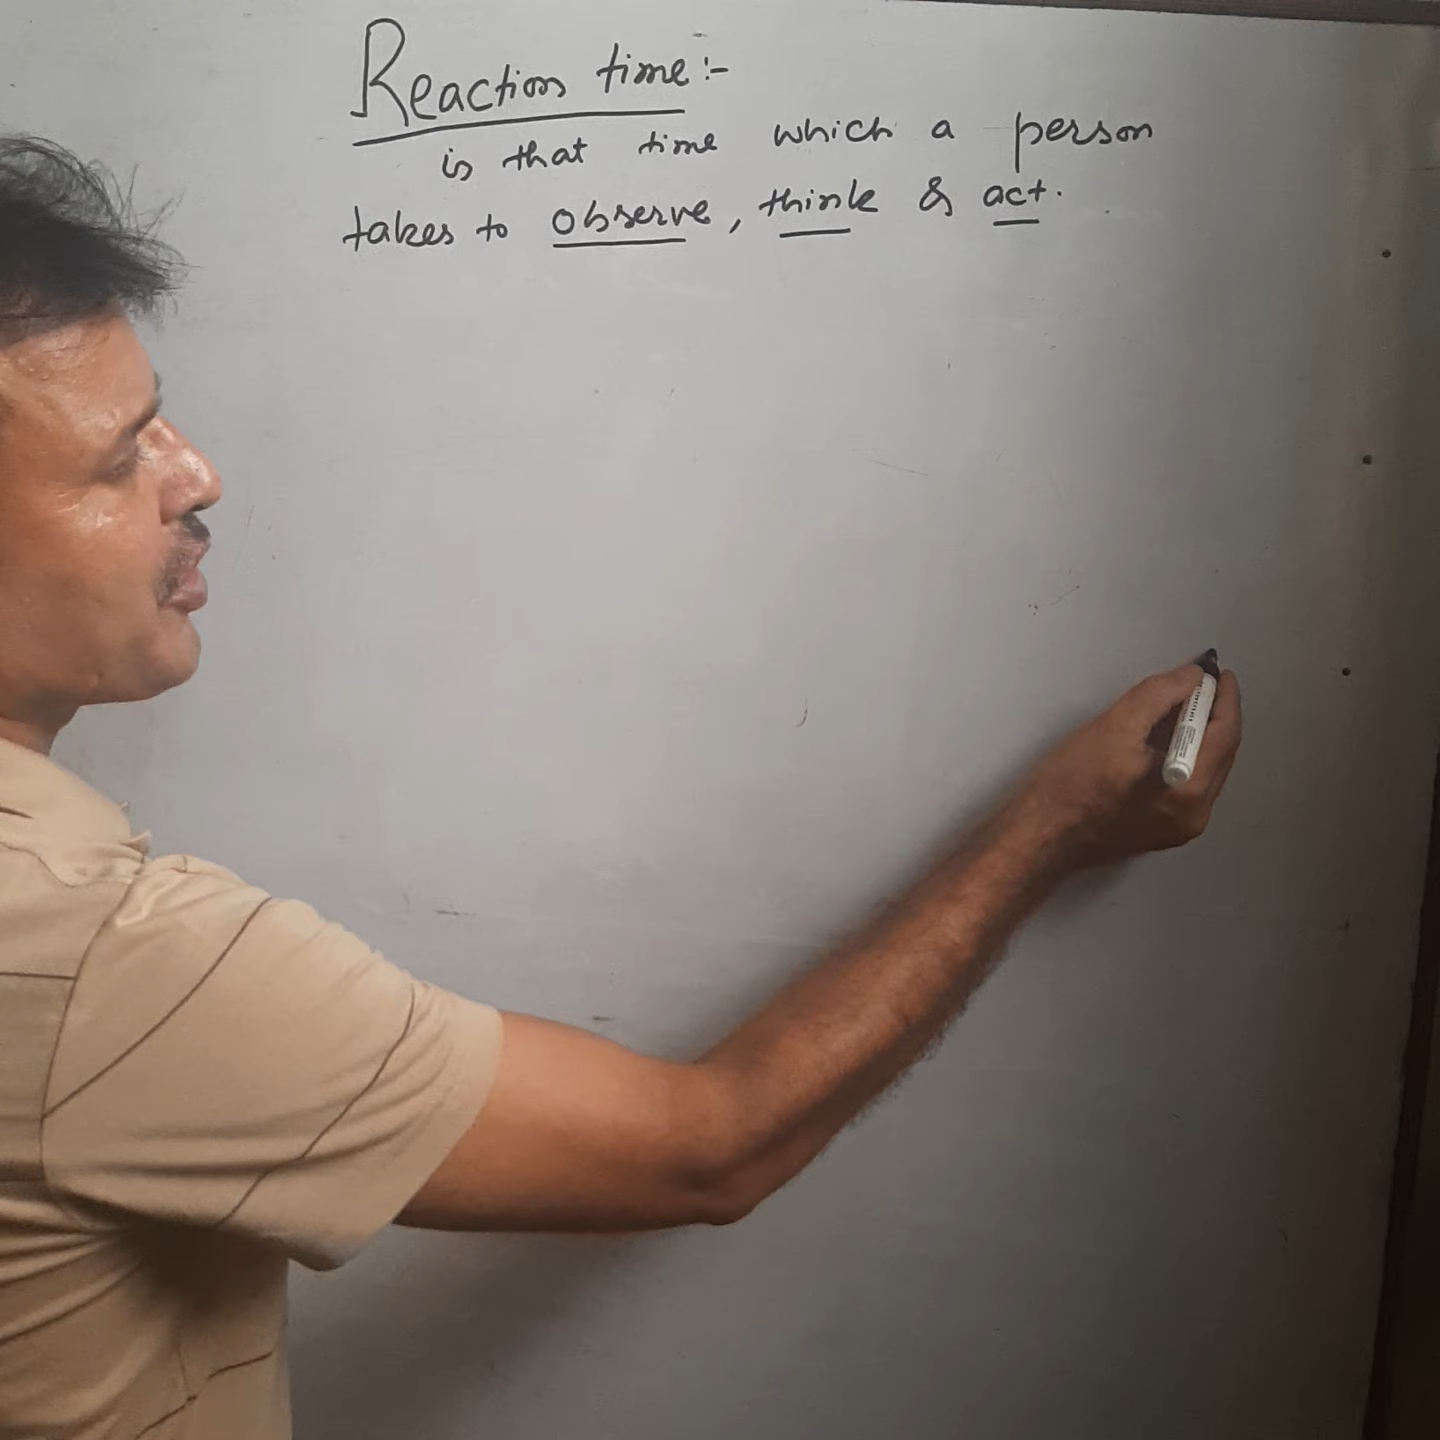 Reaction time:-
is that time which a person
takes to observe, think & act.